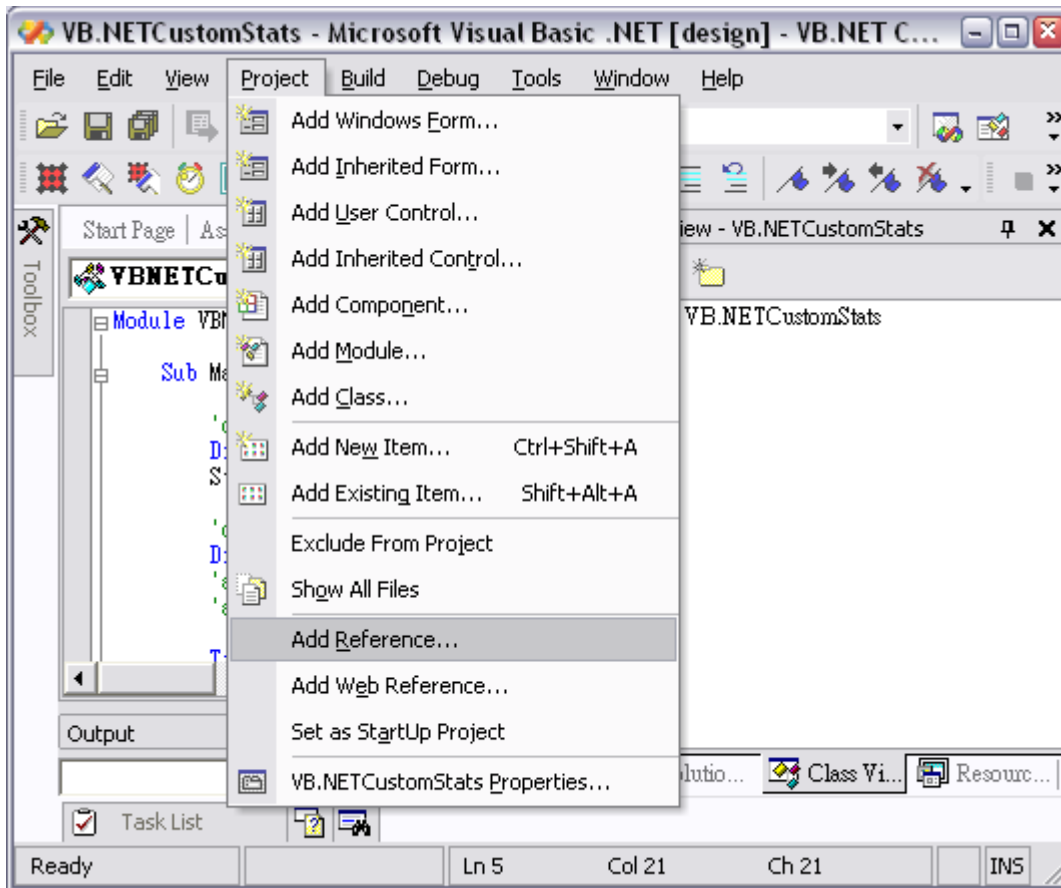 VB.NETCustomStats - Microsoft Visual Basic .NET [design] - VB.NET C...
File Edit View Project Build Debug Tools Window Help
Add Windows Form...
Add Inherited Form...
Add User Control...
Add Inherited Control...
Add Component...
Add Module...
Add Class...
Add New Item... Ctrl+Shift+A
Add Existing Item... Shift+Alt+A
Exclude From Project
Show All Files
Add Reference...
Add Web Reference...
Set as StartUp Project
VB.NETCustomStats Properties...
Toolbox
Start Page
iew - VB.NETCustomStats
VBNETCu
VB.NETCustomStats
Module VB
Sub Ma
Output
lutio... Class Vi... Resourc...
Task List
Ready Ln 5 Col 21 Ch 21 INS